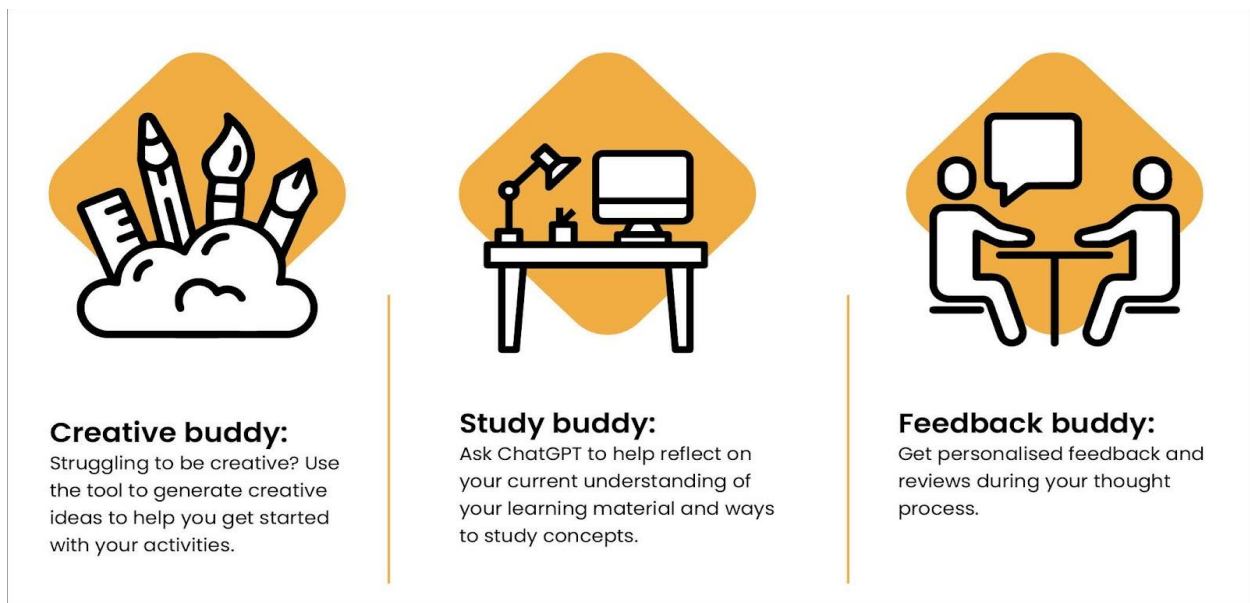 Creative buddy:
Struggling to be creative? Use
the tool to generate creative
ideas to help you get started
with your activities.
Study buddy:
Ask ChatGPT to help reflect on
your current understanding of
your learning material and ways
to study concepts.
Feedback buddy:
Get personalised feedback and
reviews during your thought
process.